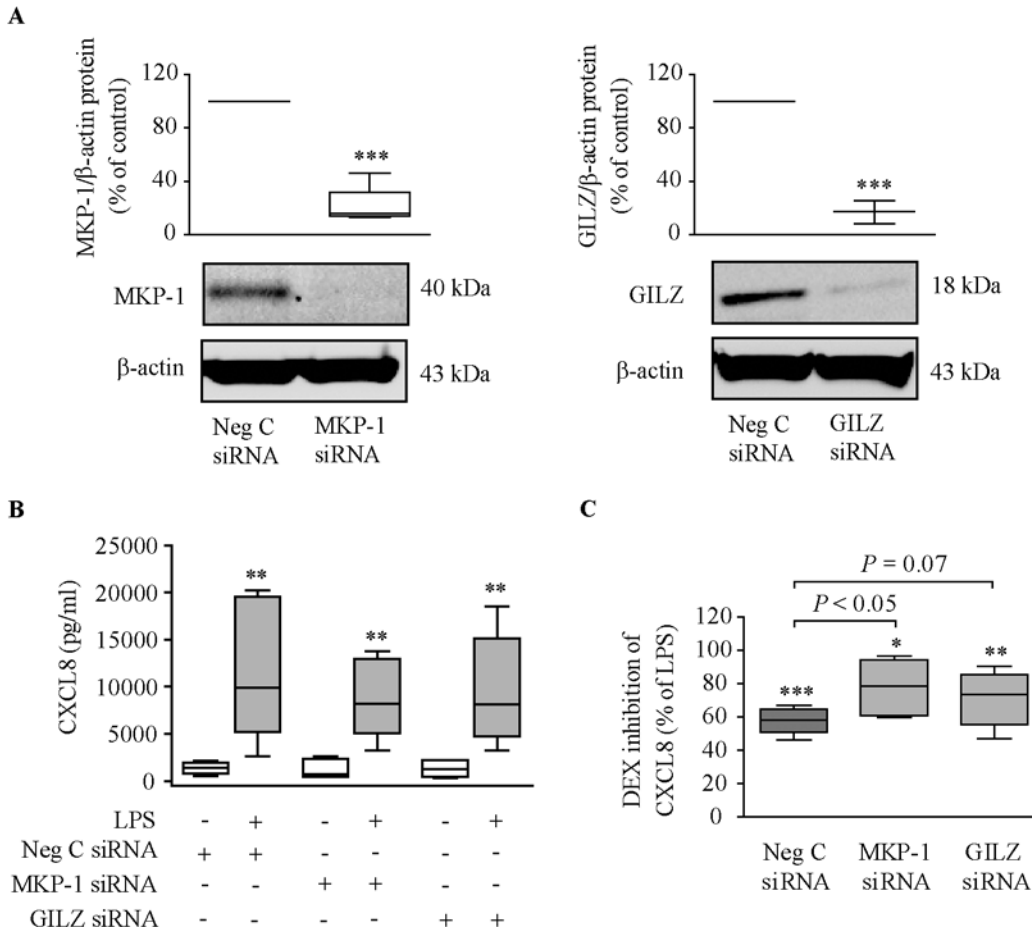 A
MKP-1/β-actin protein
(% of control)
120
80
40
0
***
MKP-1
40 kDa
β-actin
43 kDa
Neg C
siRNA
MKP-1
siRNA
GILZ/β-actin protein
(% of control)
120
80
40
0
***
GILZ
18 kDa
β-actin
43 kDa
Neg C
siRNA
GILZ
siRNA
B
CXCL8 (pg/ml)
25000
20000
15000
10000
5000
0
** ** **
LPS - + - + - +
Neg C siRNA + + - - - -
MKP-1 siRNA - - + + - -
GILZ siRNA - - - - + +
C
DEX inhibition of
CXCL8 (% of LPS)
P = 0.07
P < 0.05
120
100
80
60
40
20
0
*** * **
Neg C
siRNA
MKP-1
siRNA
GILZ
siRNA